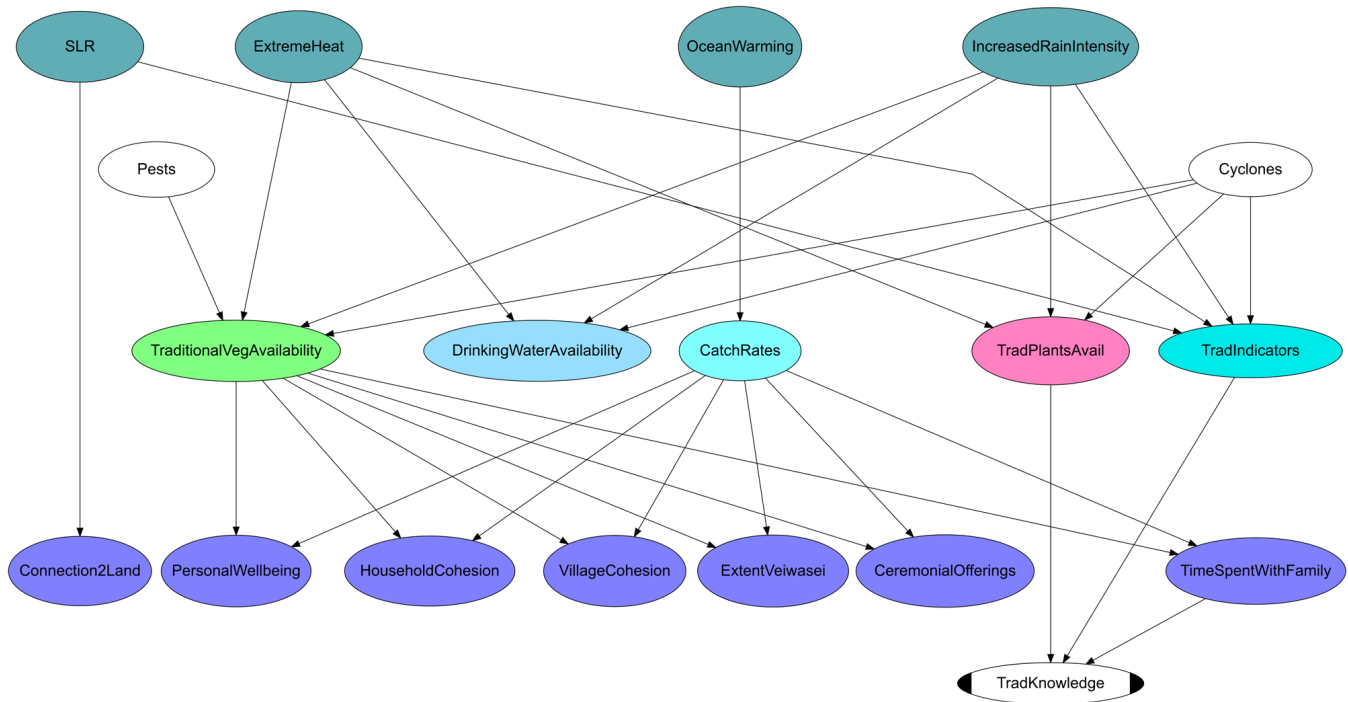 SLR
ExtremeHeat
OceanWarming
IncreasedRainIntensity
Pests
Cyclones
TraditionalVegAvailability
DrinkingWaterAvailability
CatchRates
TradPlantsAvail
TradIndicators
Connection2Land
PersonalWellbeing
HouseholdCohesion
VillageCohesion
ExtentVeiwasei
CeremonialOfferings
TimeSpentWithFamily
TradKnowledge